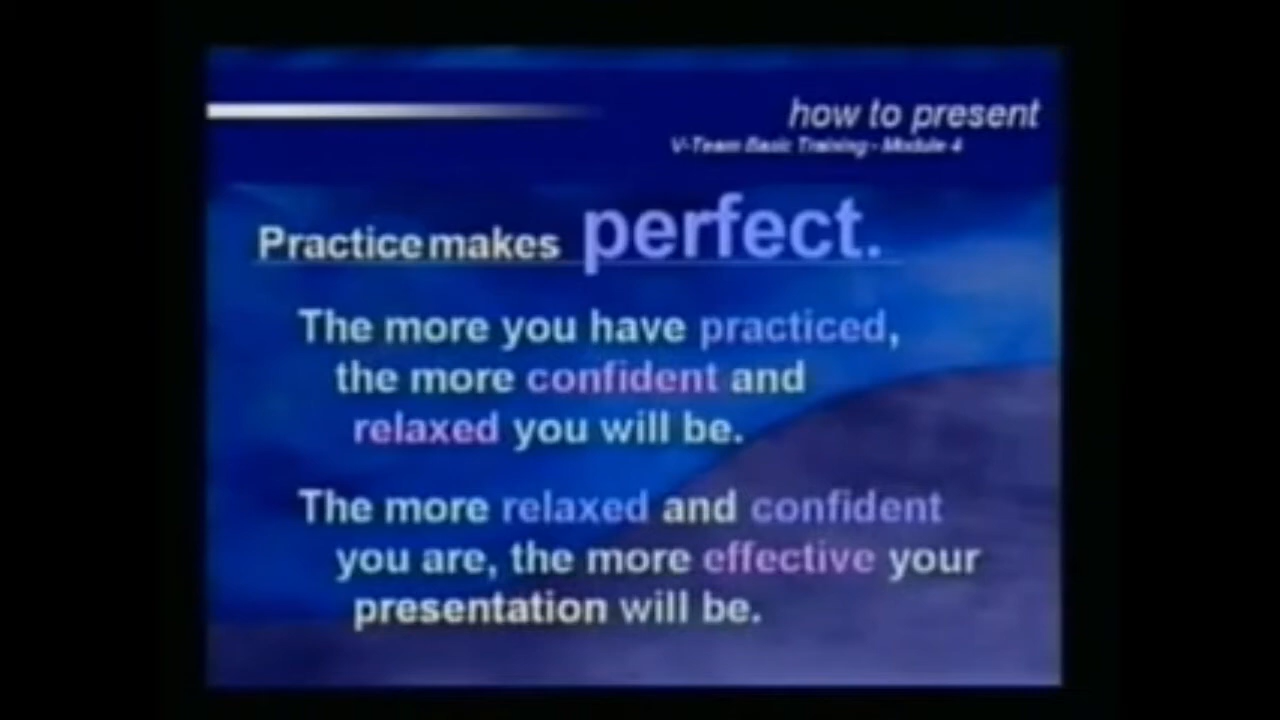 how to present
V-Team Basic Training - Module 4
Practice makes perfect.
The more you have practiced,
the more confident and
relaxed you will be.
The more relaxed and confident
you are, the more effective your
presentation will be.